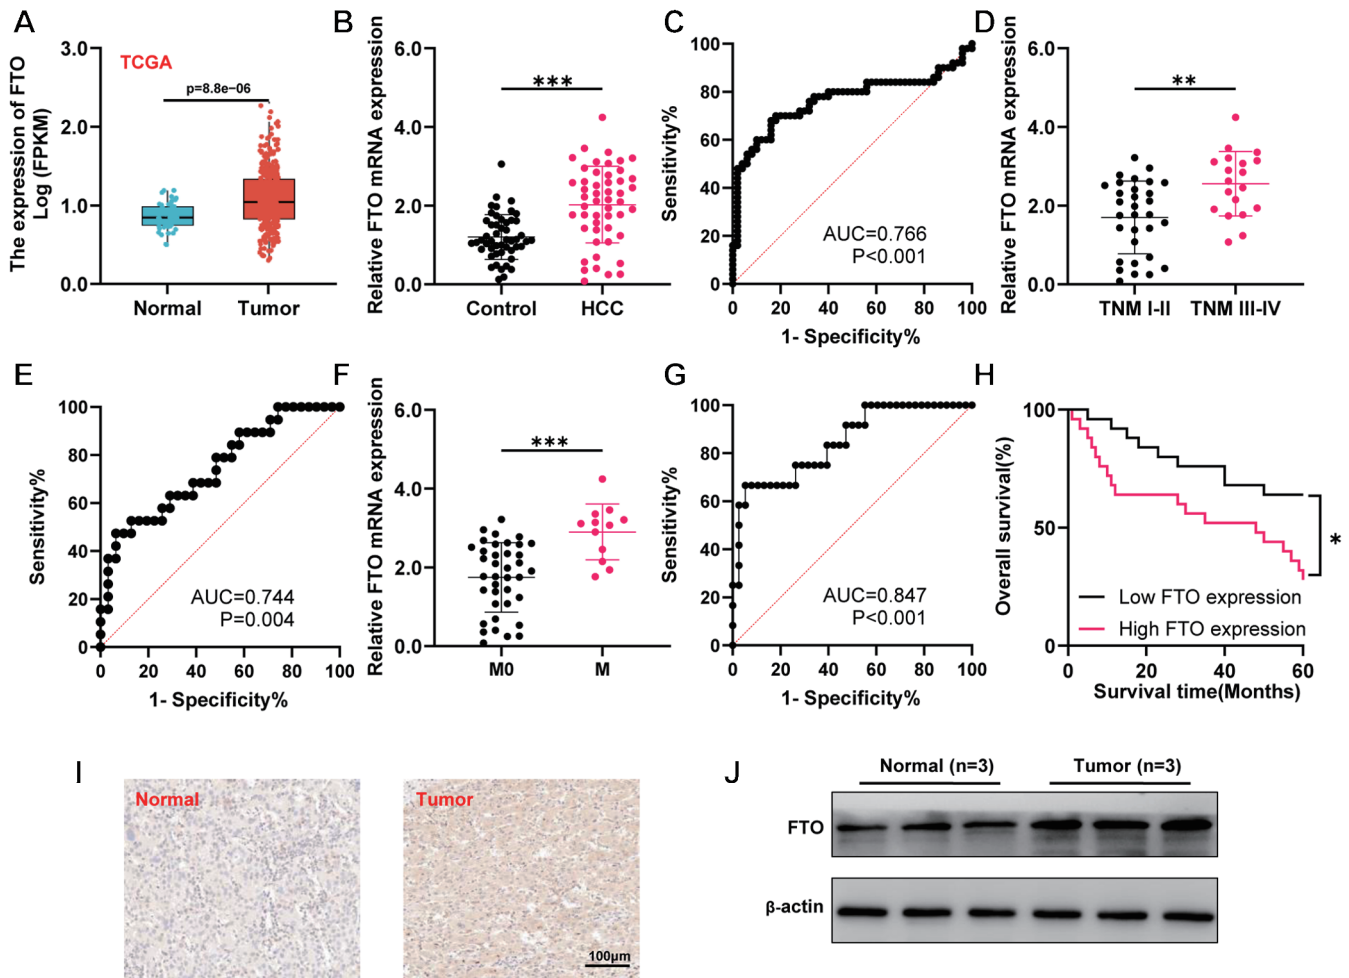 A
The expression of FTO
Log (FPKM)
3.0
2.0
1.0
0.0
TCGA
p=8.8e-06
Normal
Tumor
B
Relative FTO mRNA expression
6.0
4.0
2.0
0.0
***
Control
HCC
C
Sensitivity%
100
80
60
40
20
0
AUC=0.766
P<0.001
0
20
40
60
80
100
1- Specificity%
D
Relative FTO mRNA expression
6.0
4.0
2.0
0.0
**
TNM I-II
TNM III-IV
E
Sensitivity%
100
80
60
40
20
0
AUC=0.744
P=0.004
0
20
40
60
80
100
1- Specificity%
F
Relative FTO mRNA expression
6.0
4.0
2.0
0.0
***
M0
M
G
Sensitivity%
100
80
60
40
20
0
AUC=0.847
P<0.001
0
20
40
60
80
100
1- Specificity%
H
Overall survival(%)
100
50
0
*
Low FTO expression
High FTO expression
0
20
40
60
Survival time(Months)
I
Normal
Tumor
100μm
J
Normal (n=3)
Tumor (n=3)
FTO
β-actin